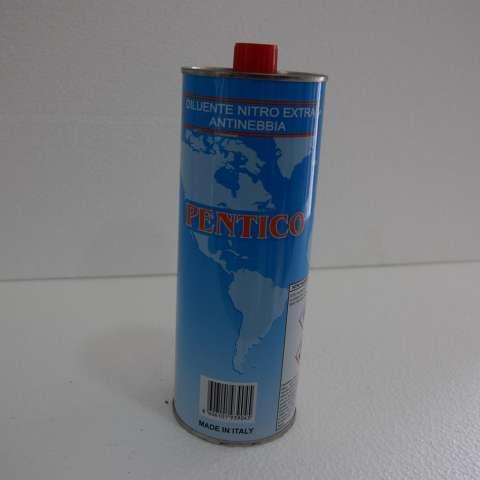 DILUENTE NITRO EXTRA
ANTINEBBIA
PENTICO
MADE IN ITALY